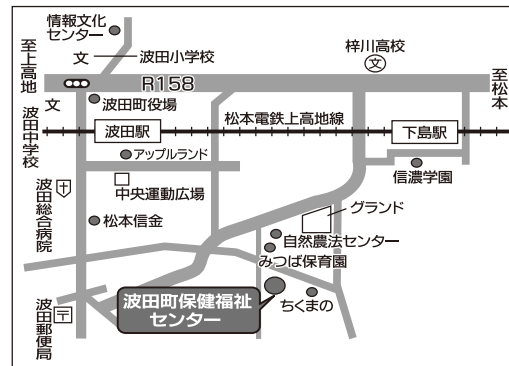 情報文化
センター
文 波田小学校
梓川高校
文
至上高地
R158
至松本
文
波田中学校
波田町役場
松本電鉄上高地線
波田駅
下島駅
アップルランド
信濃学園
中央運動広場
グランド
波田総合病院
松本信金
自然農法センター
みつば保育園
波田町保健福祉
センター
ちくまの
波田郵便局
〒